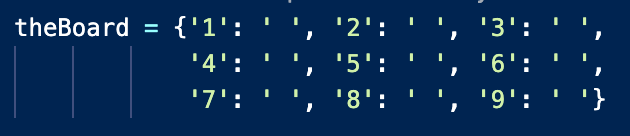 theBoard = {'1': ' ', '2': ' ', '3': ' ',
'4': ' ', '5': ' ', '6': ' ',
'7': ' ', '8': ' ', '9': ' '}